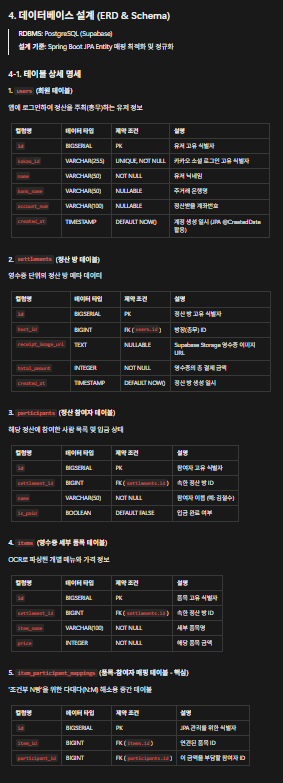 4. 데이터베이스 설계 (ERD & Schema)
RDBMS: PostgreSQL (Supabase)
설계 기준: Spring Boot JPA Entity 매핑 최적화 및 정규화
4-1. 테이블 상세 명세
1. users (회원 테이블)
앱에 로그인하여 정산을 주최(총무)하는 유저 정보
컬럼명 데이터 타입 제약 조건 설명
id BIGSERIAL PK 유저 고유 식별자
kakao_id VARCHAR(255) UNIQUE, NOT NULL 카카오 소셜 로그인 고유 식별자
name VARCHAR(50) NOT NULL 유저 닉네임
bank_name VARCHAR(50) NULLABLE 주거래 은행명
account_num VARCHAR(100) NULLABLE 정산받을 계좌번호
created_at TIMESTAMP DEFAULT NOW() 계정 생성 일시 (JPA @CreatedDate
활용)
2. settlements (정산 방 테이블)
영수증 단위의 정산 방 메타 데이터
컬럼명 데이터 타입 제약 조건 설명
id BIGSERIAL PK 정산 방 고유 식별자
host_id BIGINT FK (users.id) 방장(총무) ID
receipt_image_url TEXT NULLABLE Supabase Storage 영수증 이미지
URL
total_amount INTEGER NOT NULL 영수증의 총 결제 금액
created_at TIMESTAMP DEFAULT NOW() 정산 방 생성 일시
3. participants (정산 참여자 테이블)
해당 정산에 참여한 사람 목록 및 입금 상태
컬럼명 데이터 타입 제약 조건 설명
id BIGSERIAL PK 참여자 고유 식별자
settlement_id BIGINT FK (settlements.id) 속한 정산 방 ID
name VARCHAR(50) NOT NULL 참여자 이름 (예: 김철수)
is_paid BOOLEAN DEFAULT FALSE 입금 완료 여부
4. items (영수증 세부 품목 테이블)
OCR로 파싱된 개별 메뉴와 가격 정보
컬럼명 데이터 타입 제약 조건 설명
id BIGSERIAL PK 품목 고유 식별자
settlement_id BIGINT FK (settlements.id) 속한 정산 방 ID
item_name VARCHAR(100) NOT NULL 세부 품목명
price INTEGER NOT NULL 해당 품목 금액
5. item_participant_mappings (품목-참여자 매핑 테이블 - 핵심)
'조건부 N빵'을 위한 다대다(N:M) 해소용 중간 테이블
컬럼명 데이터 타입 제약 조건 설명
id BIGSERIAL PK JPA 관리를 위한 식별자
item_id BIGINT FK (items.id) 연관된 품목 ID
participant_id BIGINT FK (participants.id) 이 금액을 부담할 참여자 ID